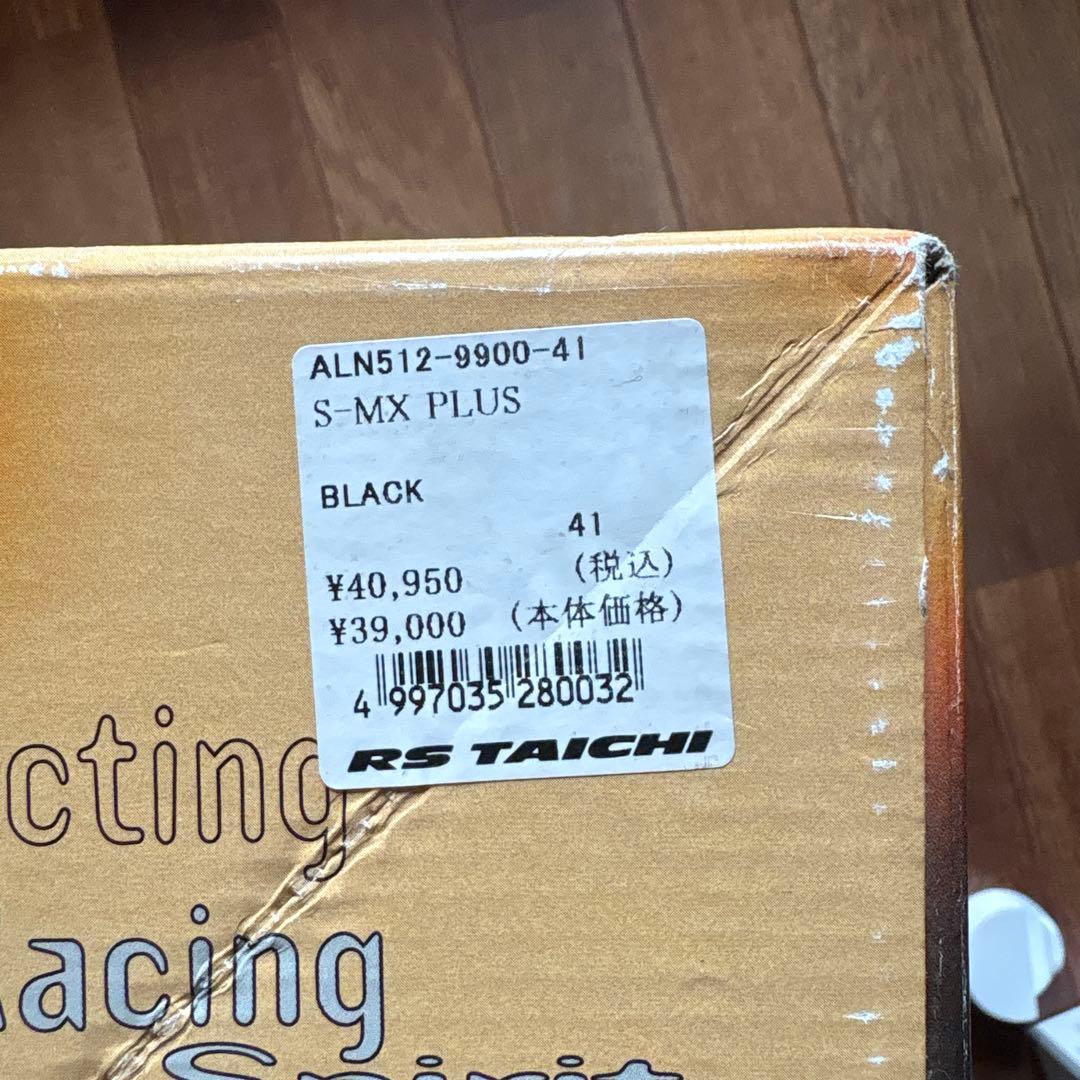 ALN512-9900-41
S-MX PLUS
BLACK
41
¥40,950 (税込)
¥39,000 (本体価格)
4 997035 280032
RS TAICHI
cting
acing
Spirit